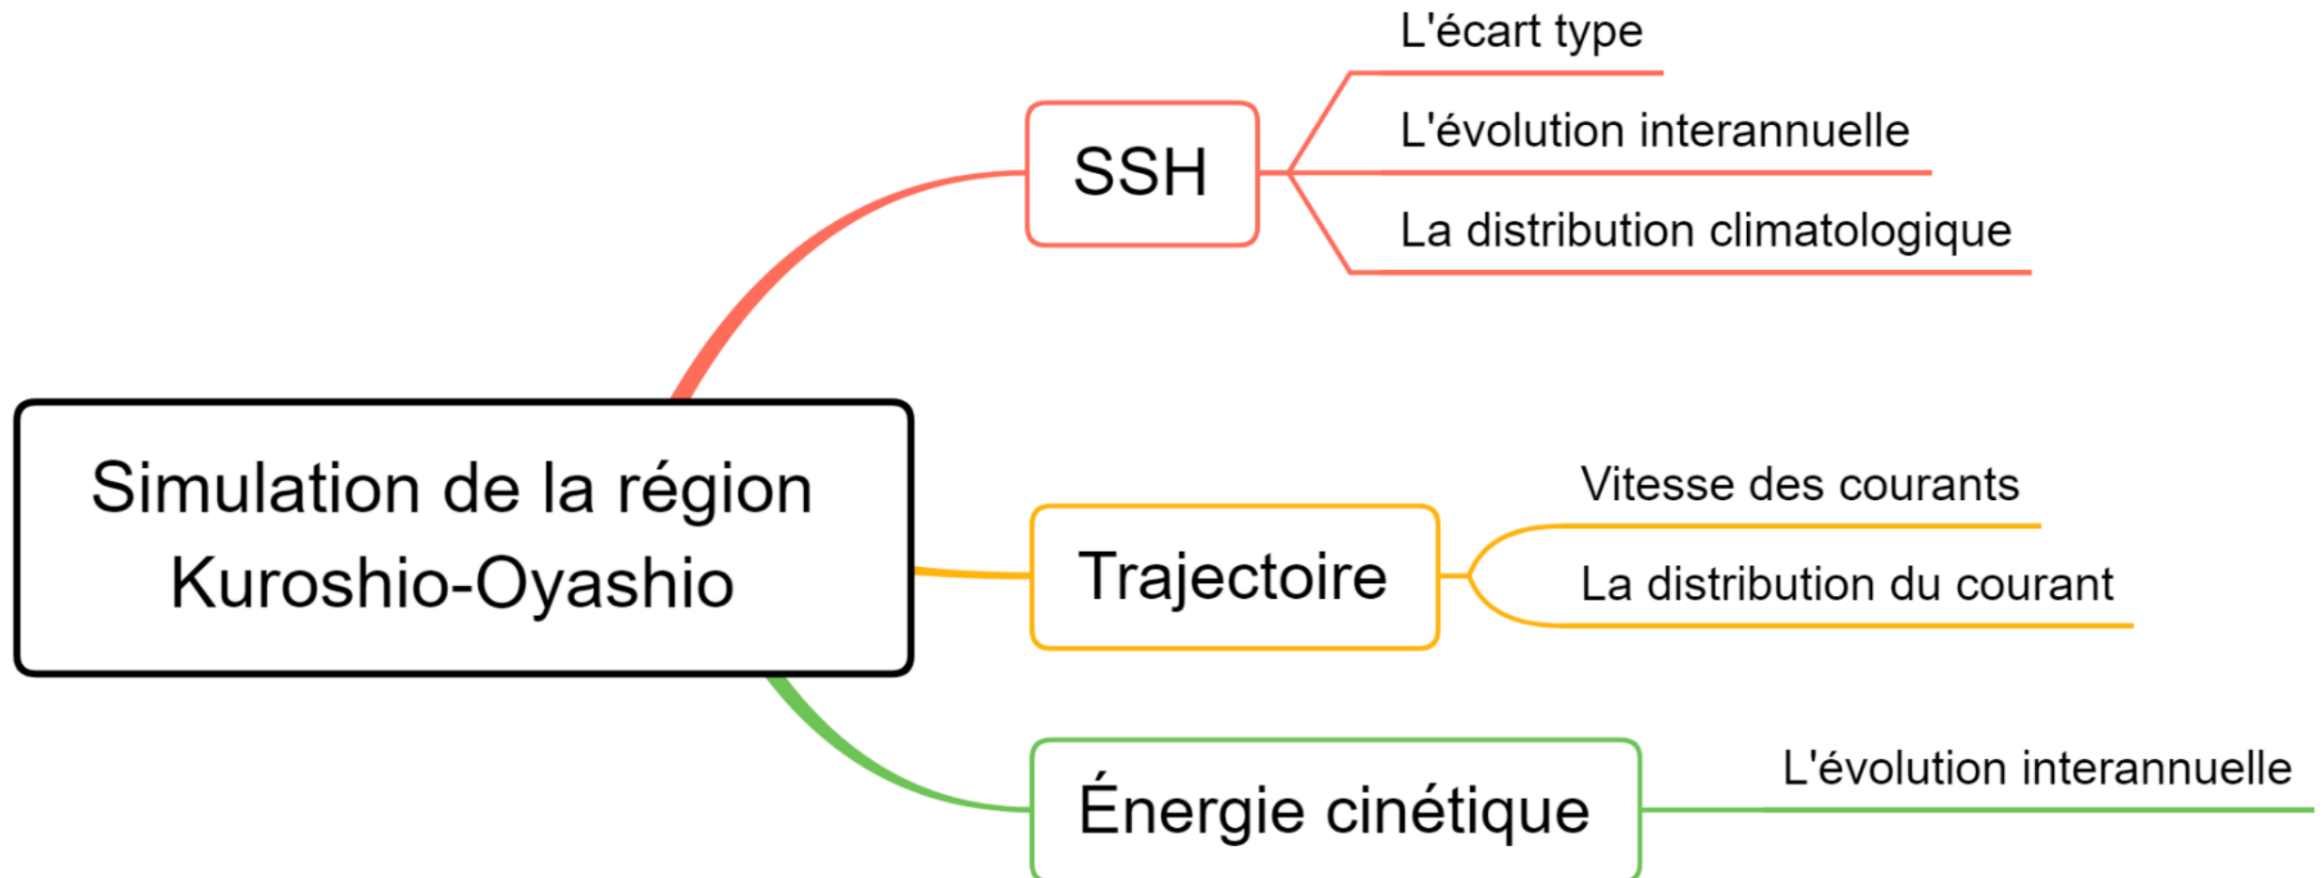 L'écart type
L'évolution interannuelle
SSH
La distribution climatologique
Simulation de la région
Kuroshio-Oyashio
Vitesse des courants
Trajectoire
La distribution du courant
L'évolution interannuelle
Énergie cinétique